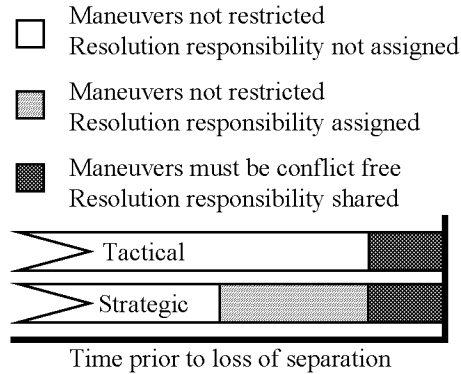 Maneuvers not restricted
Resolution responsibility not assigned
Maneuvers not restricted
Resolution responsibility assigned
Maneuvers must be conflict free
Resolution responsibility shared
Tactical
Strategic
Time prior to loss of separation